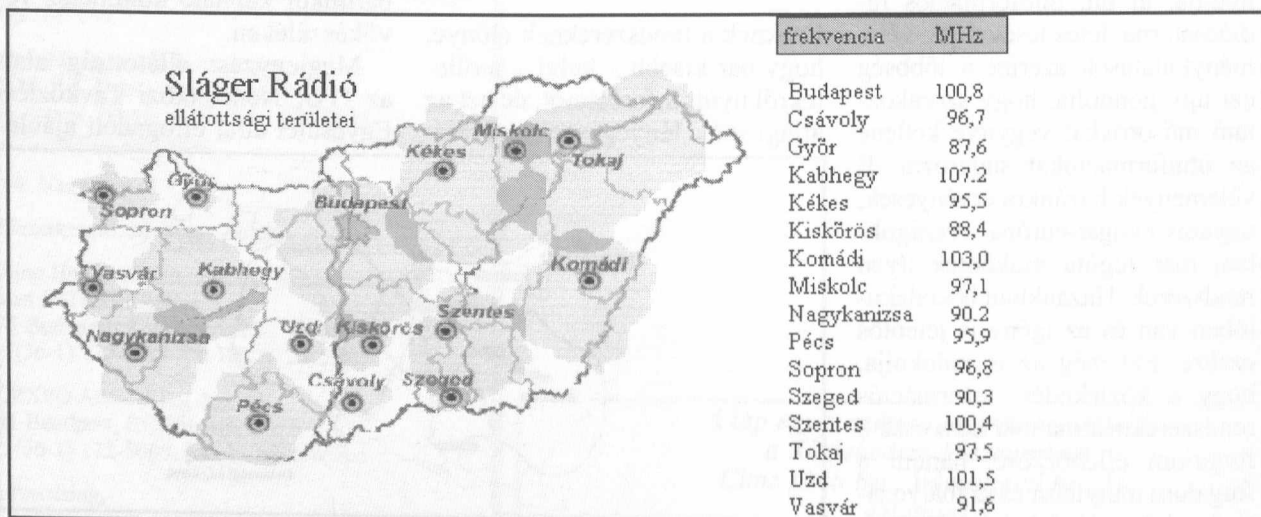 Sláger Rádió
ellátottsági területei
Sopron
Győr
Budapest
Kékes
Miskolc
Tokaj
Vasvár
Kabhegy
Komádi
Nagykanizsa
Uzd
Kiskőrös
Szentes
Csávoly
Szeged
Pécs
frekvencia MHz
Budapest 100,8
Csávoly 96,7
Győr 87,6
Kabhegy 107.2
Kékes 95,5
Kiskőrös 88,4
Komádi 103,0
Miskolc 97,1
Nagykanizsa 90.2
Pécs 95,9
Sopron 96,8
Szeged 90,3
Szentes 100,4
Tokaj 97,5
Uzd 101,5
Vasvár 91,6